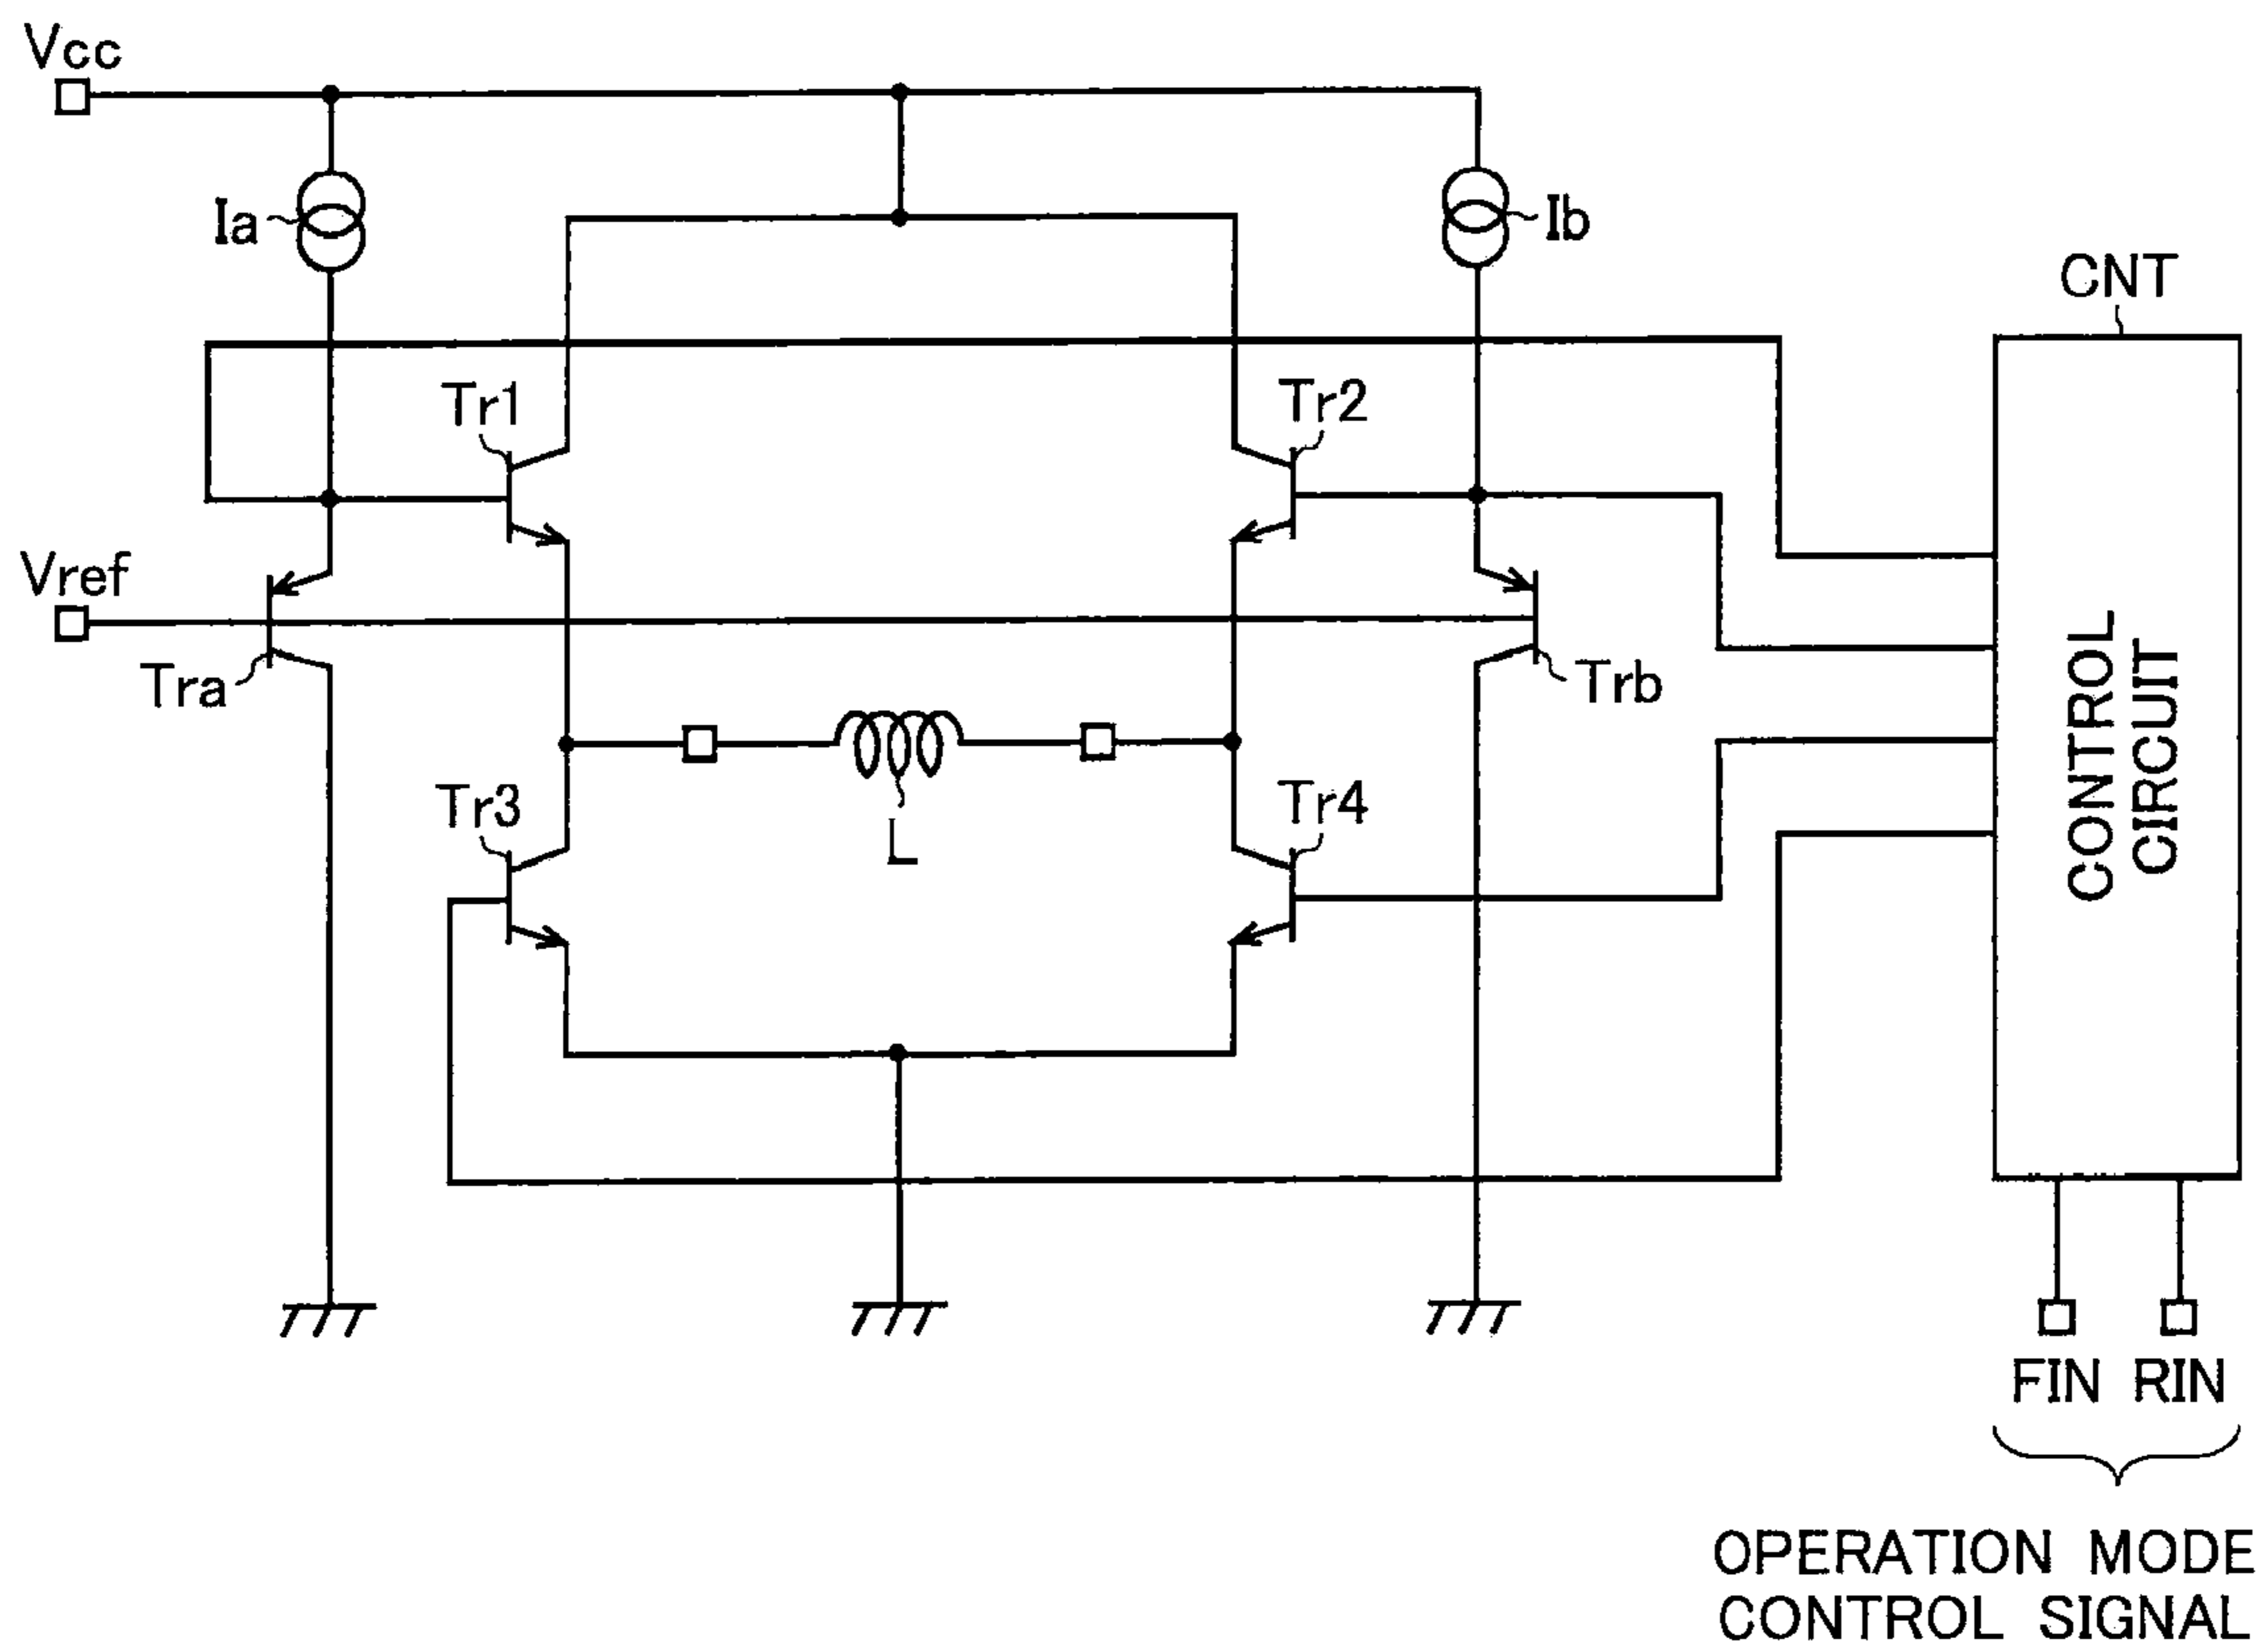 Vcc
Ia
Ib
CNT
Tr1
Tr2
Vref
Tra
Trb
Tr3
Tr4
L
CONTROL
CIRCUIT
FIN RIN
OPERATION MODE
CONTROL SIGNAL